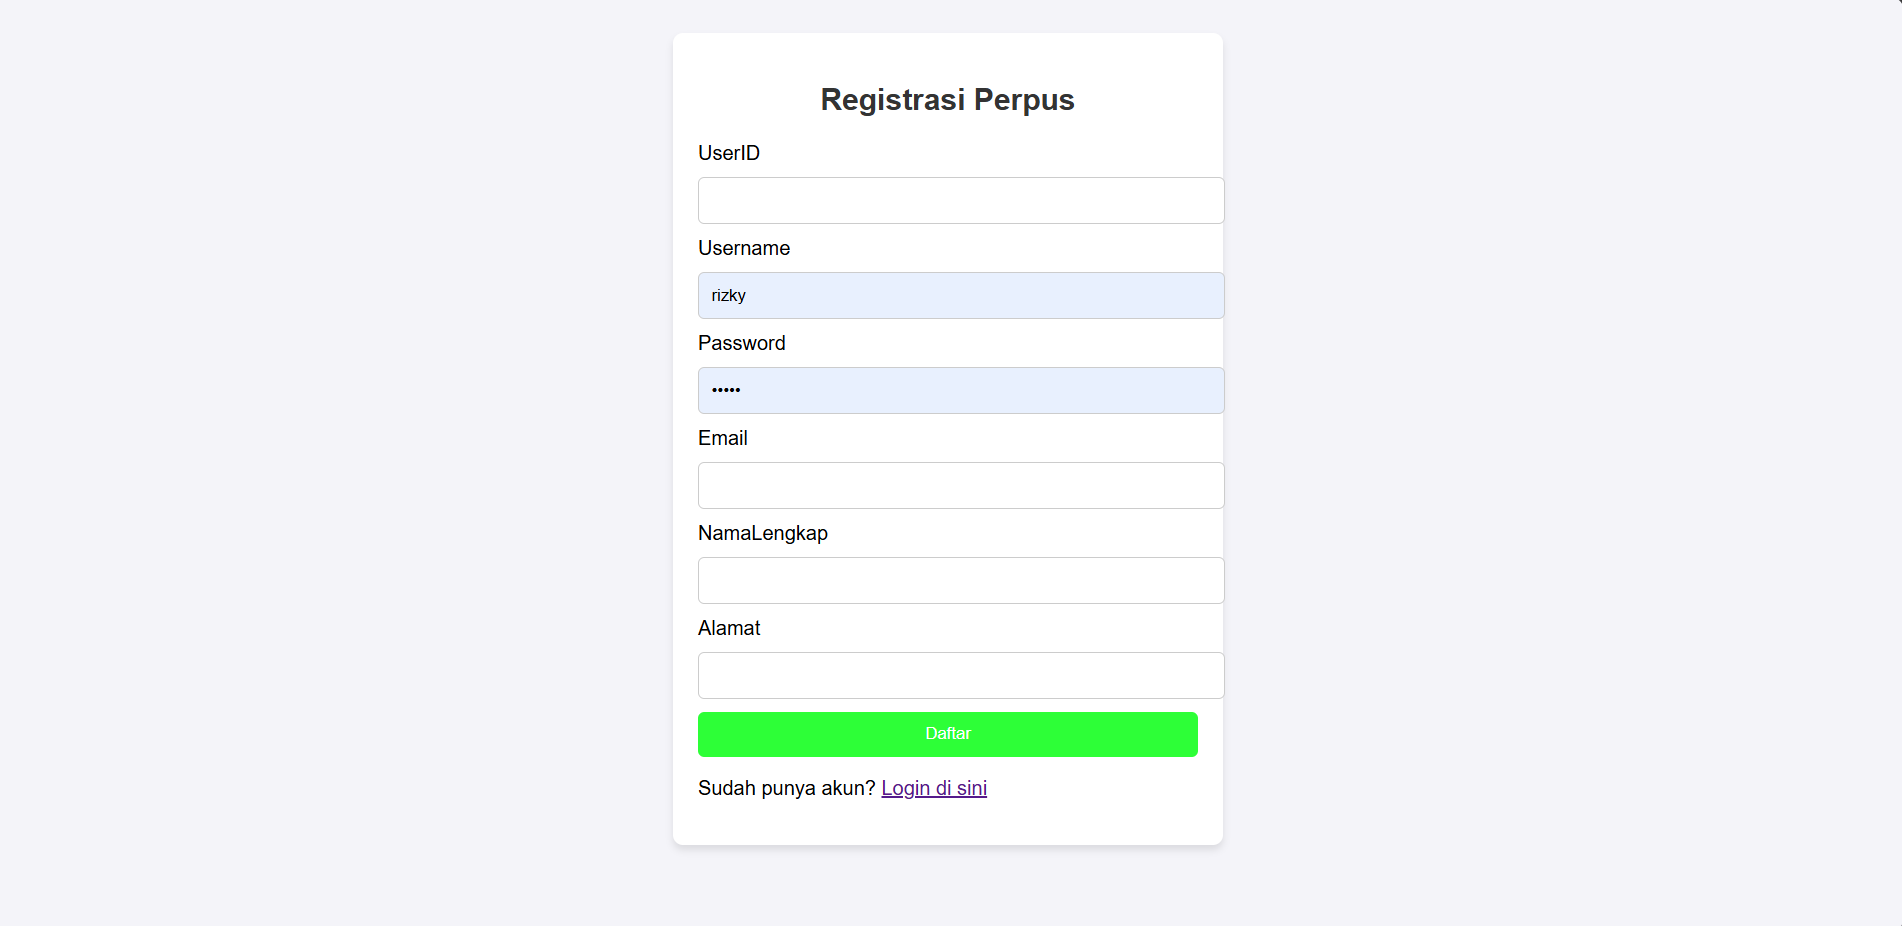 Registrasi Perpus
UserID
Username
rizky
Password
•••••
Email
NamaLengkap
Alamat
Daftar
Sudah punya akun? Login di sini